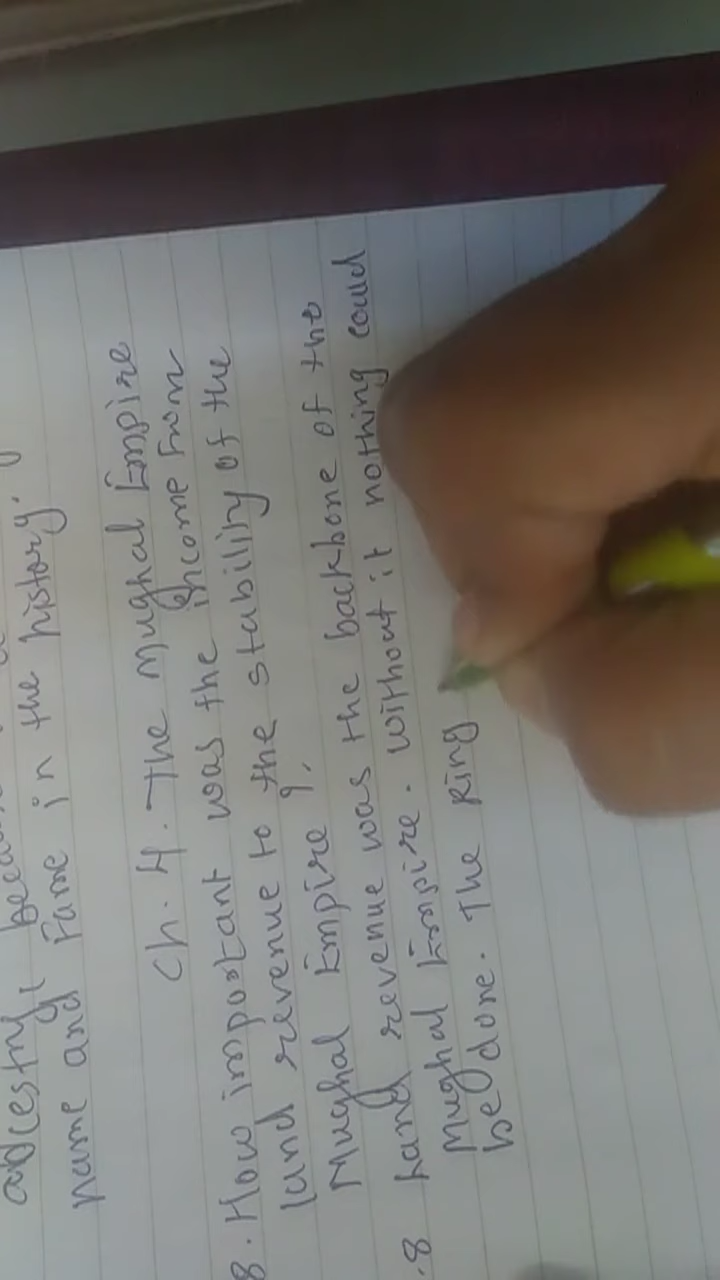 ancestry, because
name and Fame in the history.
Ch. 4. The Mughal Empire
8. How important was the income From
land revenue to the stability of the
Mughal Empire ?
.8 Land revenue was the backbone of the
Mughal Empire. without it nothing could
be done. The King